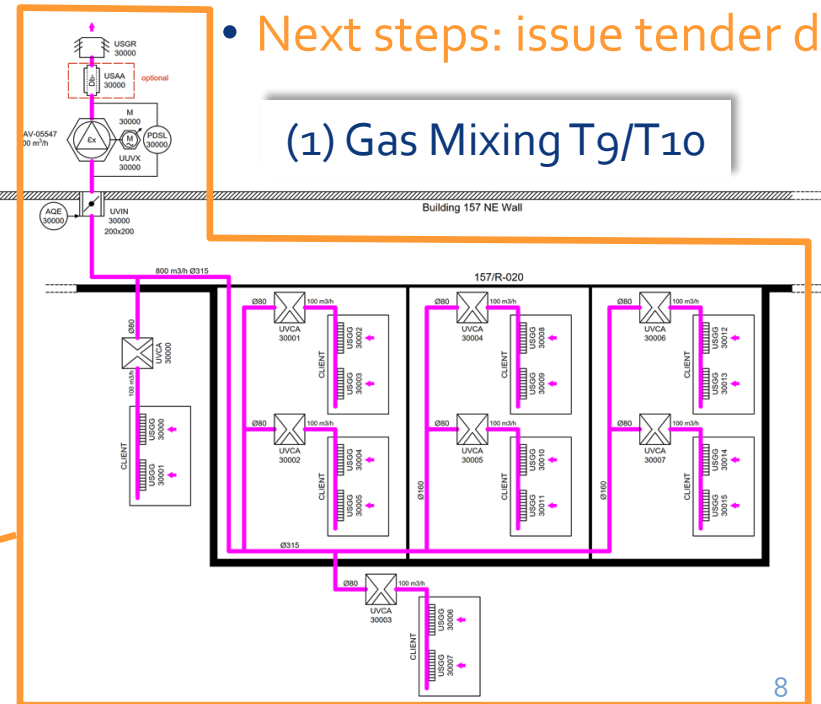 • Next steps: issue tender d
(1) Gas Mixing T9/T10
USGR
30000
Db-
USAA
30000
optional
AV-05547
00 m³/h
Ex
M
30000
M
PDSL
30000
UUVX
30000
Building 157 NE Wall
AQE
30000
UVIN
30000
200x200
800 m3/h Ø315
157/R-020
Ø80
UVCA
30000
100 m3/h
CLIENT
USGG
30000
USGG
30001
Ø80
100 m3/h
UVCA
30001
CLIENT
USGG
30002
USGG
30003
Ø80
100 m3/h
UVCA
30002
CLIENT
USGG
30004
USGG
30005
Ø80
100 m3/h
UVCA
30004
CLIENT
USGG
30008
USGG
30009
Ø80
100 m3/h
UVCA
30005
CLIENT
USGG
30010
USGG
30011
Ø160
Ø80
100 m3/h
UVCA
30006
CLIENT
USGG
30012
USGG
30013
Ø80
100 m3/h
UVCA
30007
CLIENT
USGG
30014
USGG
30015
Ø160
Ø315
Ø80
100 m3/h
UVCA
30003
CLIENT
USGG
30006
USGG
30007
8